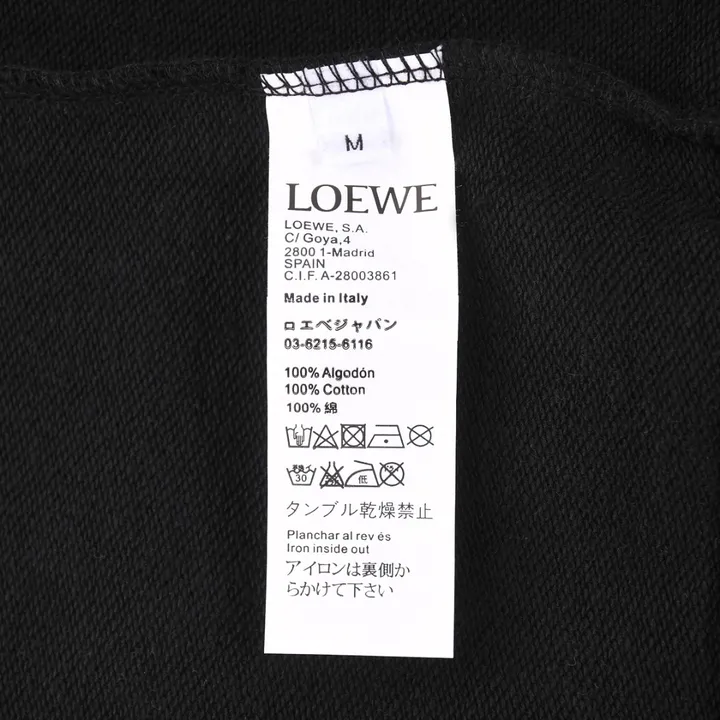 M
LOEWE
LOEWE, S.A.
C/ Goya,4
2800 1-Madrid
SPAIN
C.I.F. A-28003861
Made in Italy
ロエベジャパン
03-6215-6116
100% Algodón
100% Cotton
100% 綿
30
低
タンブル乾燥禁止
Planchar al rev és
Iron inside out
アイロンは裏側か
らかけて下さい